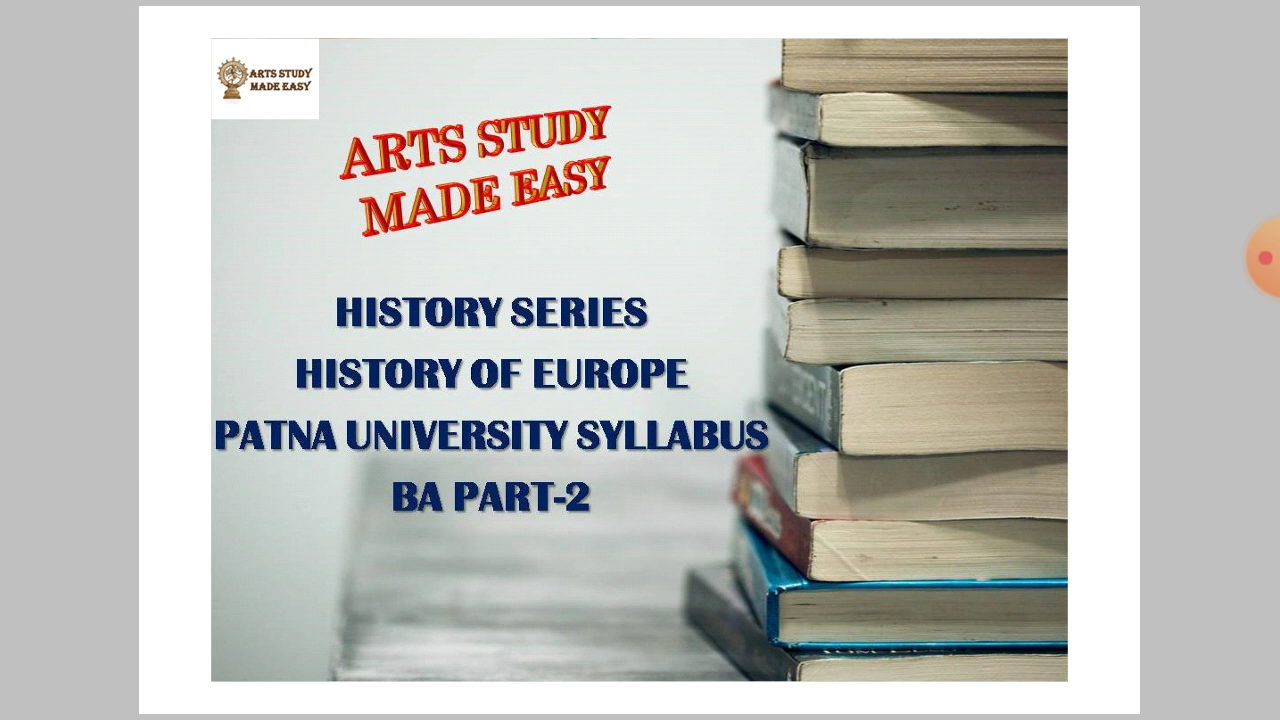 ARTS STUDY
MADE EASY
ARTS STUDY
MADE EASY
HISTORY SERIES
HISTORY OF EUROPE
PATNA UNIVERSITY SYLLABUS
BA PART-2